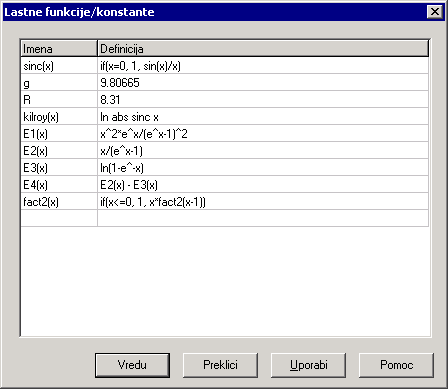 Lastne funkcije/konstante
Imena Definicija
sinc(x) if(x=0, 1, sin(x)/x)
g 9.80665
R 8.31
kilroy(x) ln abs sinc x
E1(x) x^2*e^x/(e^x-1)^2
E2(x) x/(e^x-1)
E3(x) ln(1-e^-x)
E4(x) E2(x) - E3(x)
fact2(x) if(x<=0, 1, x*fact2(x-1))
Vredu Preklici Uporabi Pomoc